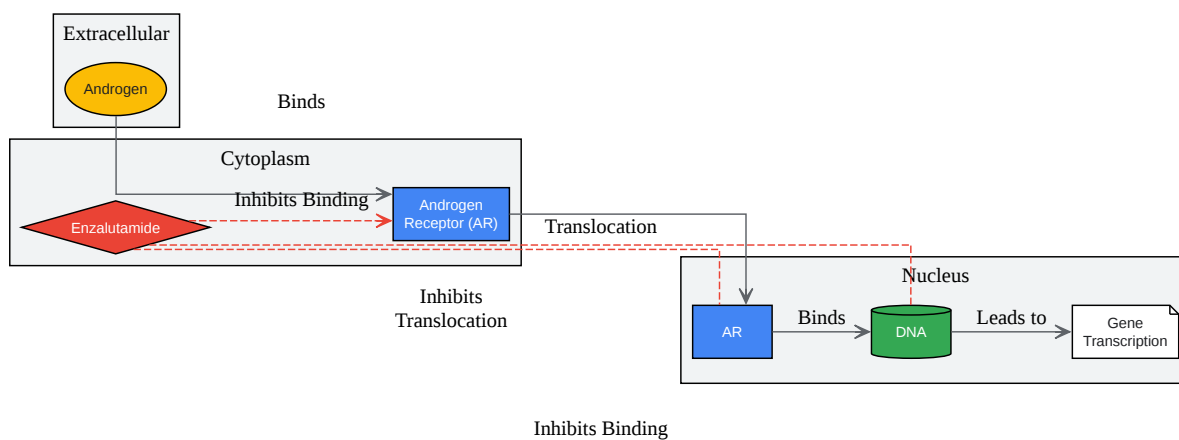 Extracellular
Androgen
Binds
Cytoplasm
Inhibits Binding
Androgen
Receptor (AR)
Enzalutamide
Translocation
Nucleus
Inhibits
Translocation
AR
Binds
DNA
Leads to
Gene
Transcription
Inhibits Binding